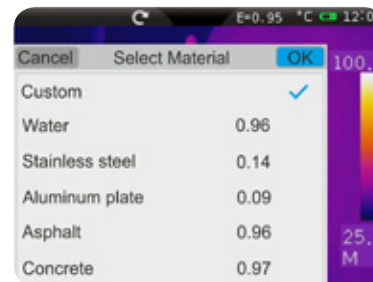 E=0.95 °C 12:0
Cancel Select Material OK 100.
Custom
Water 0.96
Stainless steel 0.14
Aluminum plate 0.09
Asphalt 0.96
25.
Concrete 0.97
M